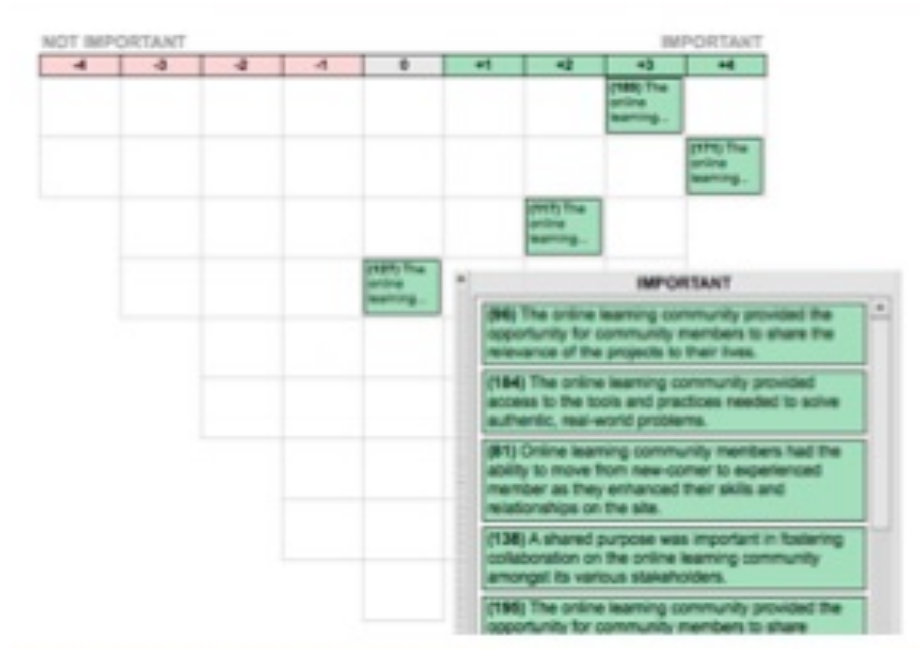 NOT IMPORTANT IMPORTANT
-4 -3 -2 -1 0 +1 +2 +3 +4
The
online
learning...
(171) The
online
learning...
(117) The
online
learning...
The
online
learning...
IMPORTANT
(96) The online learning community provided the
opportunity for community members to share the
relevance of the projects to their lives.
(184) The online learning community provided
access to the tools and practices needed to solve
authentic, real-world problems.
(81) Online learning community members had the
ability to move from new-comer to experienced
member as they enhanced their skills and
relationships on the site.
(138) A shared purpose was important in fostering
collaboration on the online learning community
amongst its various stakeholders.
(195) The online learning community provided the
opportunity for community members to share